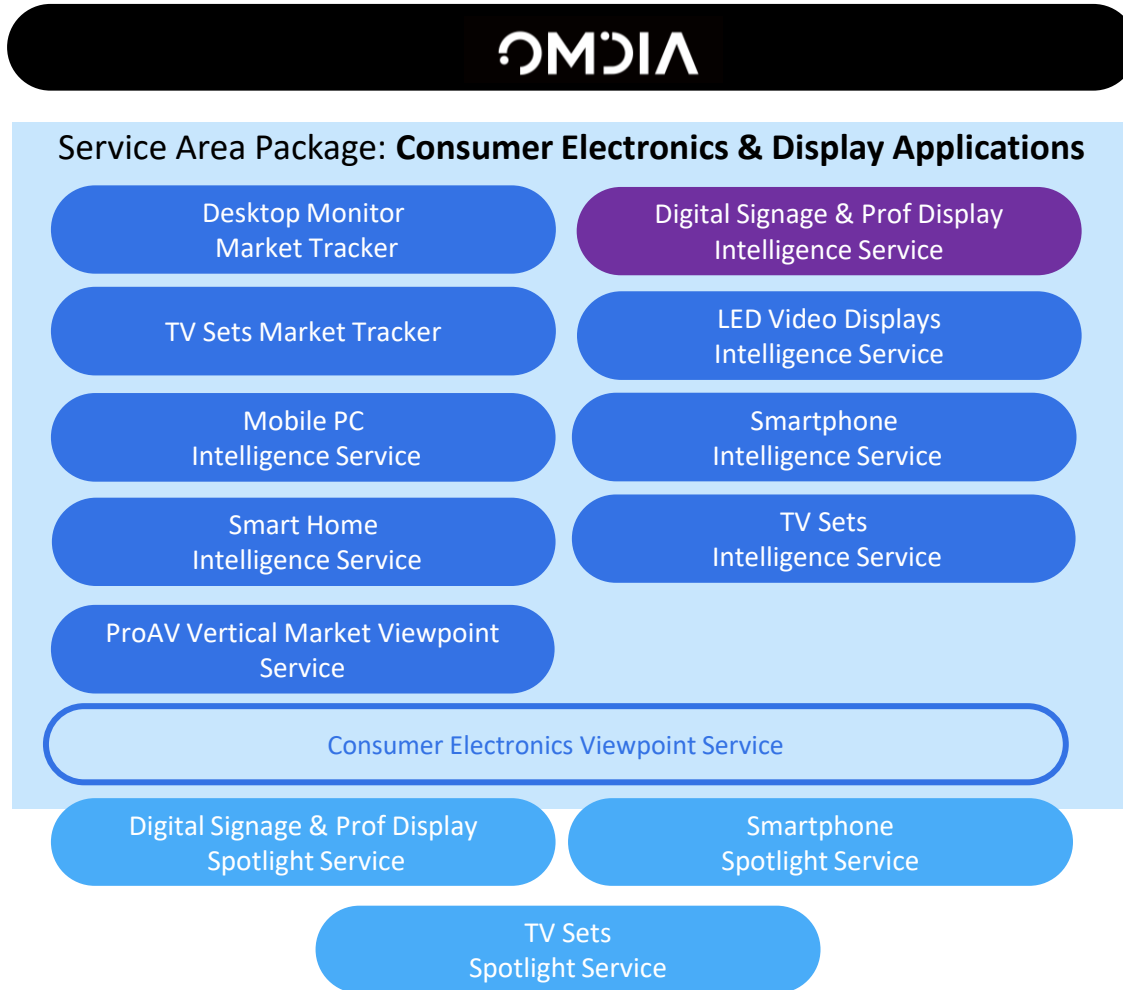 OMDIA
Service Area Package: Consumer Electronics & Display Applications
Desktop Monitor
Market Tracker
Digital Signage & Prof Display
Intelligence Service
TV Sets Market Tracker
LED Video Displays
Intelligence Service
Mobile PC
Intelligence Service
Smartphone
Intelligence Service
Smart Home
Intelligence Service
TV Sets
Intelligence Service
ProAV Vertical Market Viewpoint
Service
Consumer Electronics Viewpoint Service
Digital Signage & Prof Display
Spotlight Service
Smartphone
Spotlight Service
TV Sets
Spotlight Service